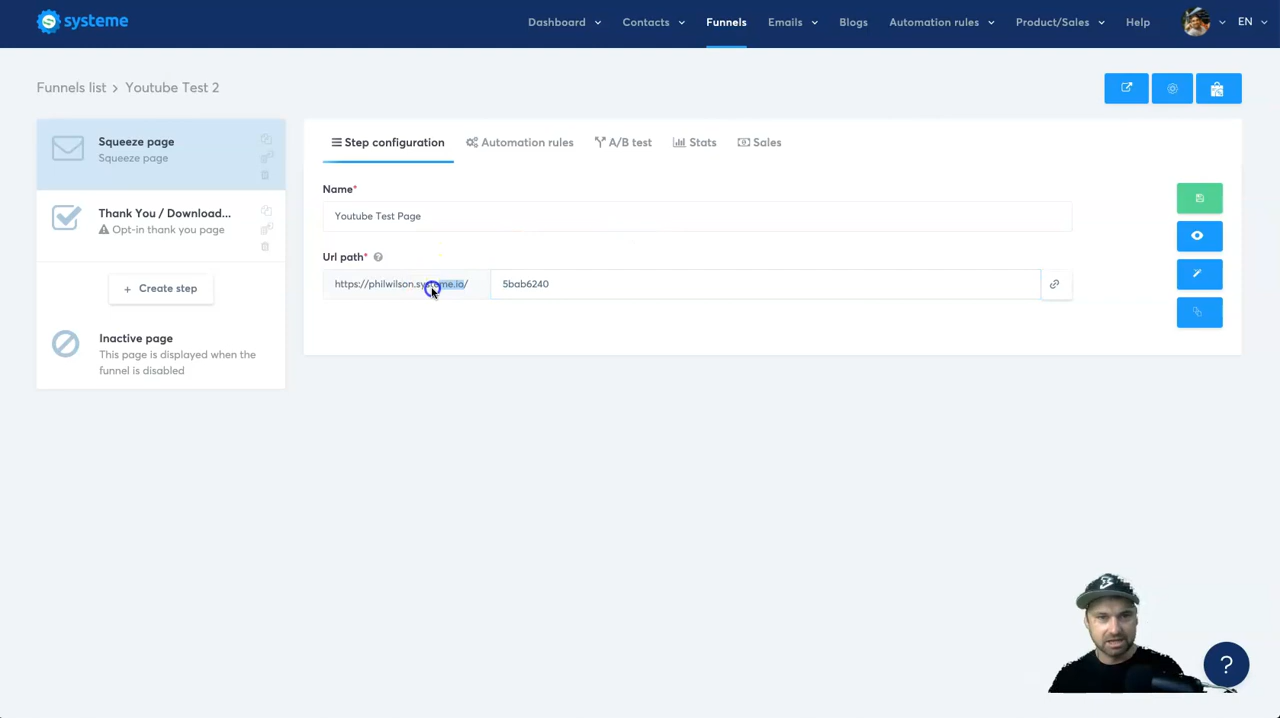 systeme
Dashboard
Contacts
Funnels
Emails
Blogs
Automation rules
Product/Sales
Help
EN
Funnels list > Youtube Test 2
Squeeze page
Squeeze page
Thank You / Download...
Opt-in thank you page
+ Create step
Inactive page
This page is displayed when the
funnel is disabled
Step configuration
Automation rules
A/B test
Stats
Sales
Name*
Youtube Test Page
Url path* ?
https://philwilson.systeme.io/ 5bab6240
?